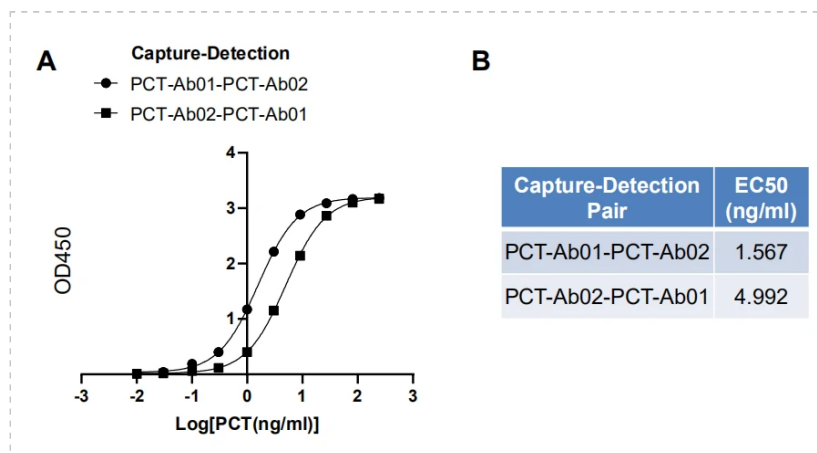 A
Capture-Detection
PCT-Ab01-PCT-Ab02
PCT-Ab02-PCT-Ab01
OD450
4
3
2
1
-3 -2 -1 0 1 2 3
Log[PCT(ng/ml)]
B
Capture-Detection EC50
Pair (ng/ml)
PCT-Ab01-PCT-Ab02 1.567
PCT-Ab02-PCT-Ab01 4.992